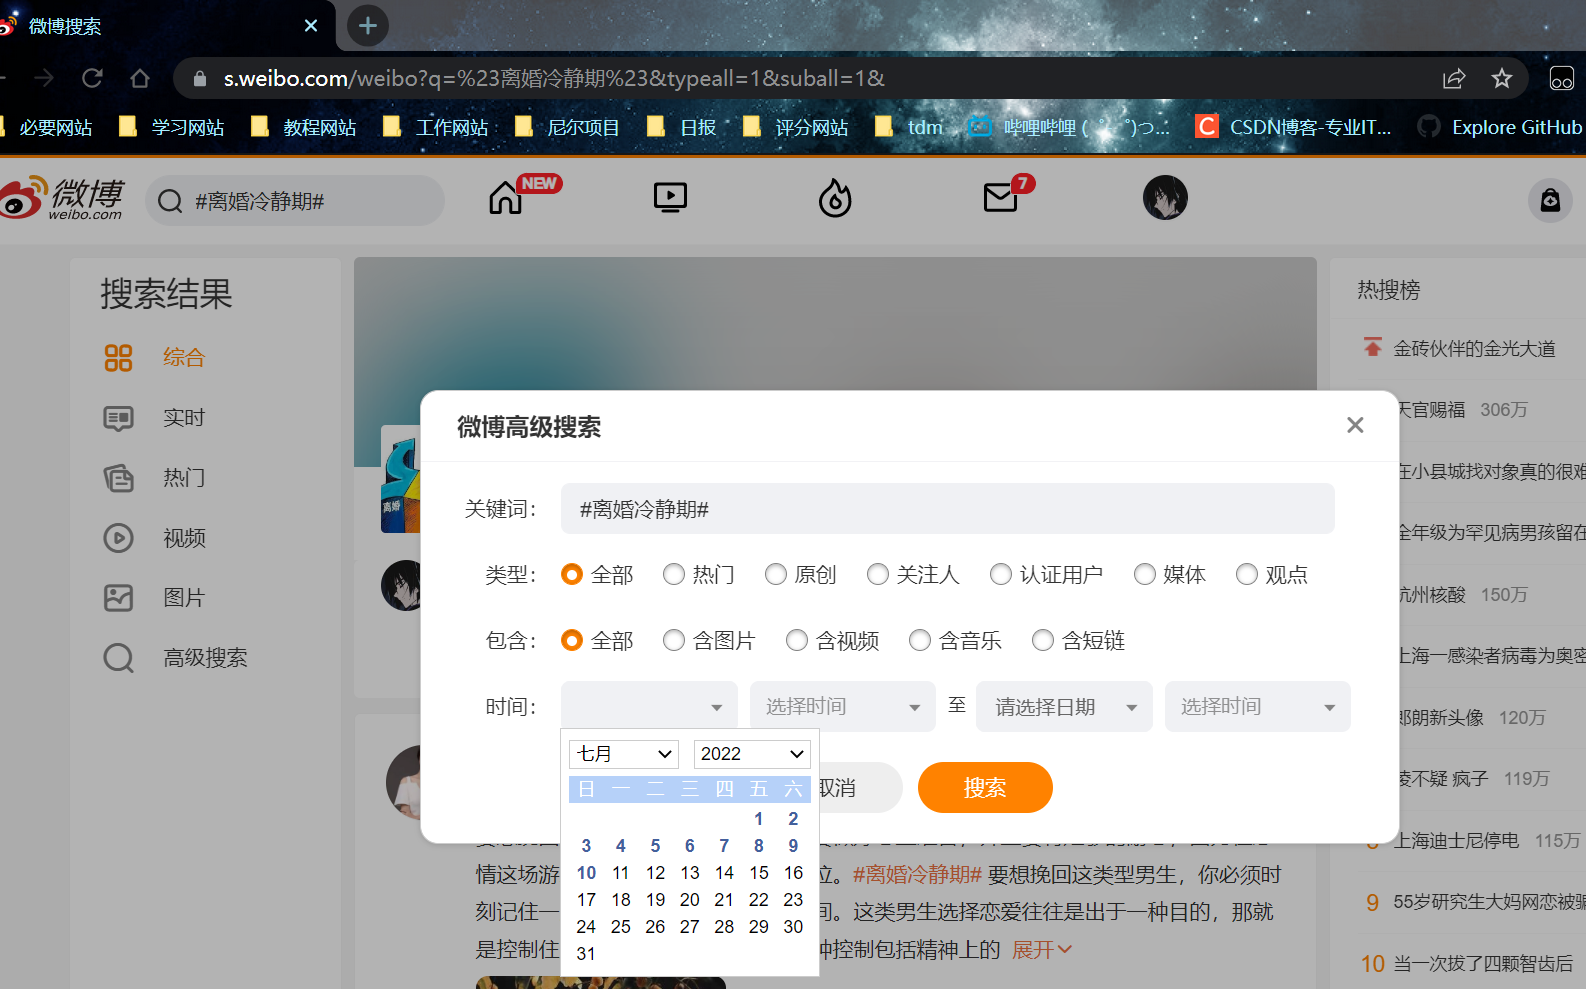 微博搜索
s.weibo.com/weibo?q=%23离婚冷静期%23&typeall=1&suball=1&
必要网站 学习网站 教程网站 工作网站 尼尔项目 日报 评分网站 tdm 哔哩哔哩 ( ゜- ゜)つ... CSDN博客-专业IT... Explore GitHub
微博 weibo.com #离婚冷静期# NEW 7
搜索结果
综合
实时
热门
视频
图片
高级搜索
离婚
微博高级搜索
关键词： #离婚冷静期#
类型： 全部 热门 原创 关注人 认证用户 媒体 观点
包含： 全部 含图片 含视频 含音乐 含短链
时间： 选择时间 至 请选择日期 选择时间
七月 2022
日 一 二 三 四 五 六
1 2
3 4 5 6 7 8 9
10 11 12 13 14 15 16
17 18 19 20 21 22 23
24 25 26 27 28 29 30
31
取消 搜索
情这场游 位。#离婚冷静期# 要想挽回这类型男生，你必须时
刻记住一 间。这类男生选择恋爱往往是出于一种目的，那就
是控制住 种控制包括精神上的 展开
热搜榜
金砖伙伴的金光大道
天官赐福 306万
在小县城找对象真的很难
全年级为罕见病男孩留在
杭州核酸 150万
上海一感染者病毒为奥密
郎朗新头像 120万
凌不疑 疯子 119万
上海迪士尼停电 115万
9 55岁研究生大妈网恋被骗
10 当一次拔了四颗智齿后